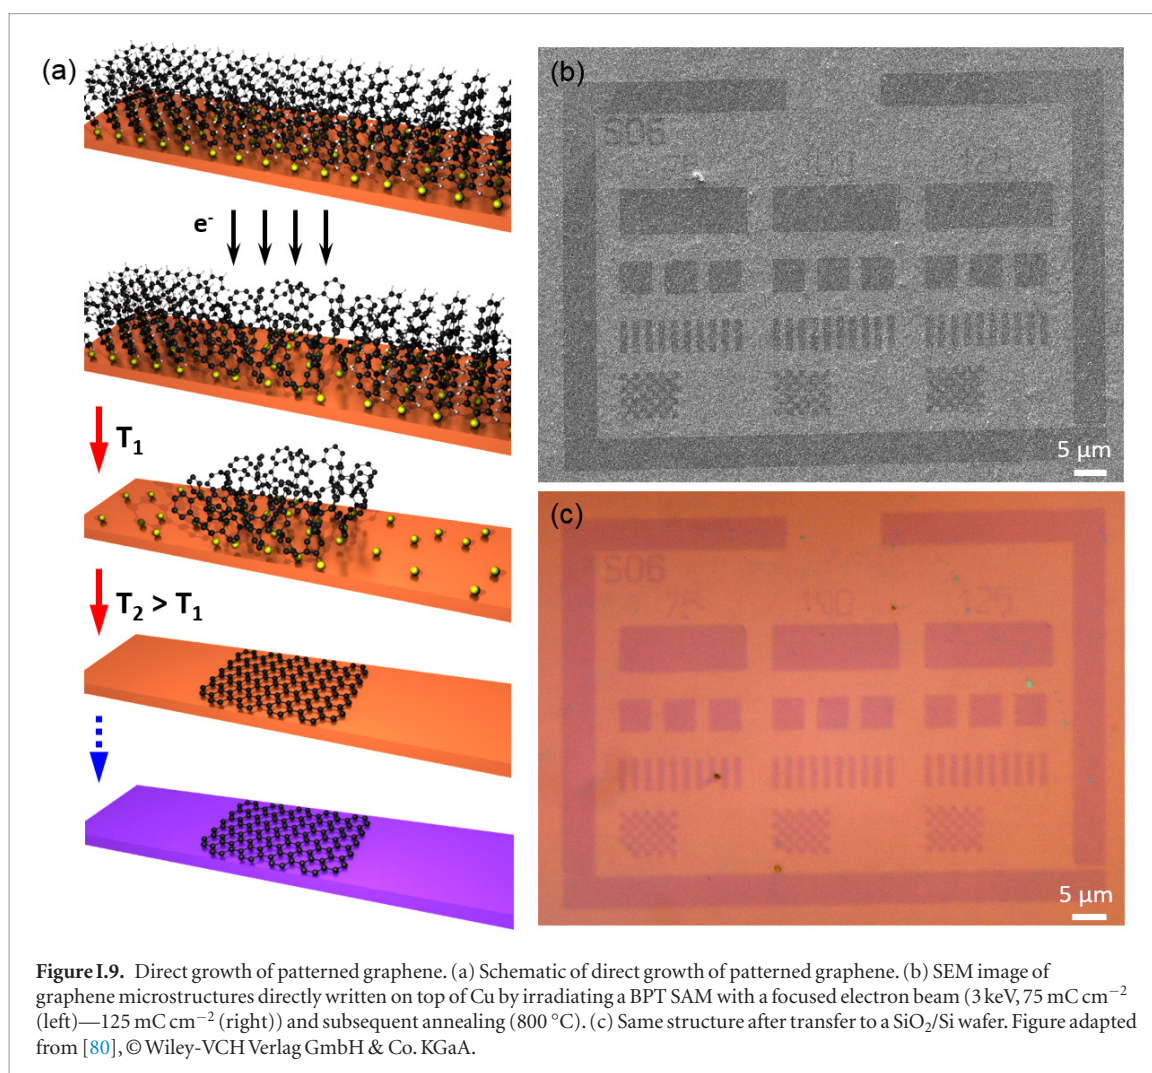 (a)
e-
T1
T2 > T1
(b)
S06
75 100 125
5 μm
(c)
S06
75 100 125
5 μm
Figure I.9. Direct growth of patterned graphene. (a) Schematic of direct growth of patterned graphene. (b) SEM image of
graphene microstructures directly written on top of Cu by irradiating a BPT SAM with a focused electron beam (3 keV, 75 mC cm−2
(left)—125 mC cm−2 (right)) and subsequent annealing (800 °C). (c) Same structure after transfer to a SiO2/Si wafer. Figure adapted
from [80], © Wiley-VCH Verlag GmbH & Co. KGaA.